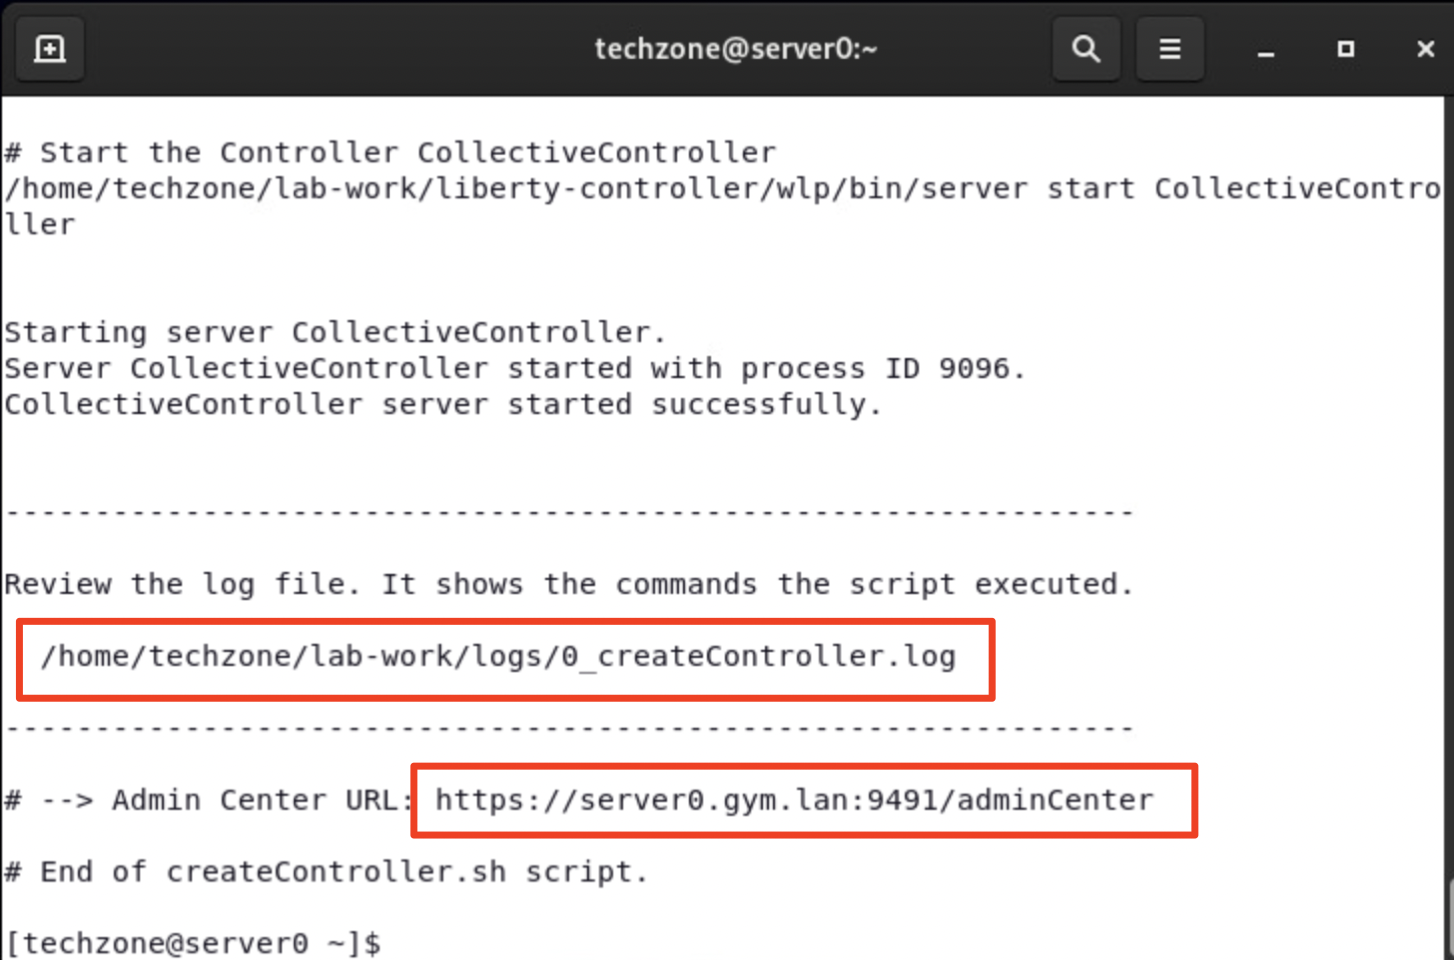 techzone@server0:~
# Start the Controller CollectiveController
/home/techzone/lab-work/liberty-controller/wlp/bin/server start CollectiveContro
ller
Starting server CollectiveController.
Server CollectiveController started with process ID 9096.
CollectiveController server started successfully.
---------------------------------------------------------------
Review the log file. It shows the commands the script executed.
/home/techzone/lab-work/logs/0_createController.log
---------------------------------------------------------------
# --> Admin Center URL: https://server0.gym.lan:9491/adminCenter
# End of createController.sh script.
[techzone@server0 ~]$